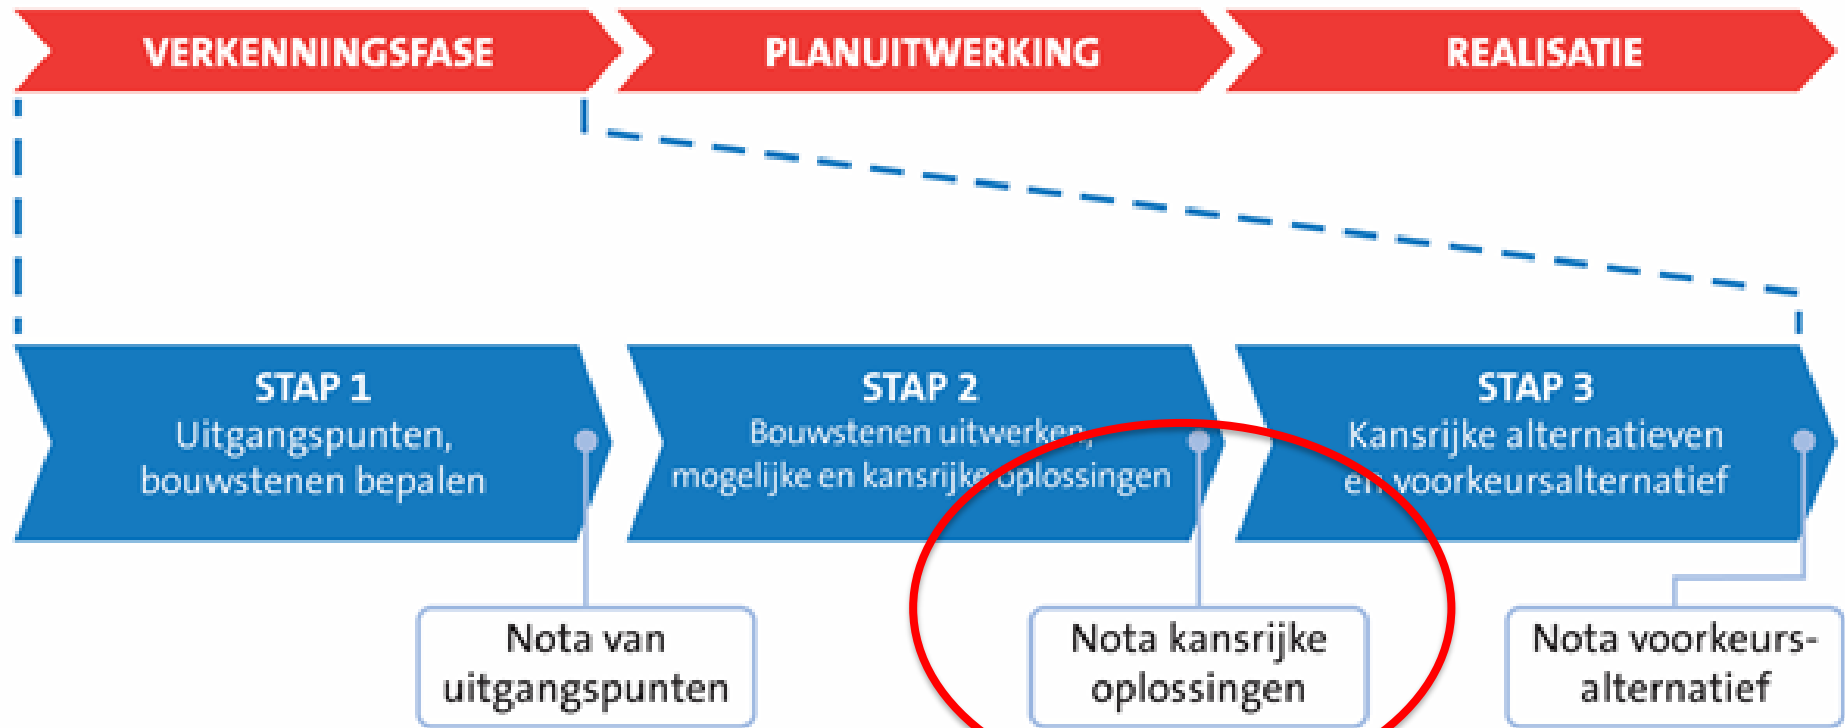 VERKENNINGSFASE
PLANUITWERKING
REALISATIE
STAP 1
Uitgangspunten,
bouwstenen bepalen
STAP 2
Bouwstenen uitwerken,
mogelijke en kansrijke oplossingen
STAP 3
Kansrijke alternatieven
en voorkeursalternatief
Nota van
uitgangspunten
Nota kansrijke
oplossingen
Nota voorkeurs-
alternatief